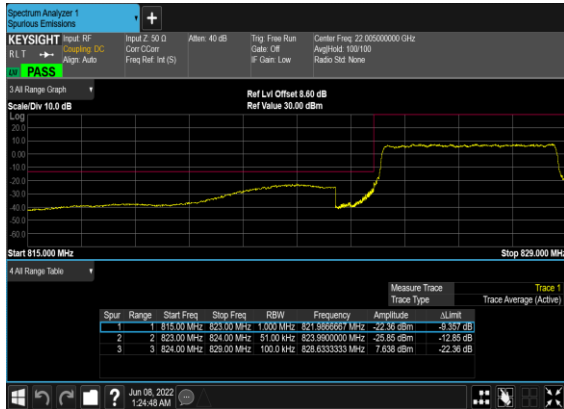 Spectrum Analyzer 1
Spurious Emissions
KEYSIGHT Input: RF Input Z: 50 Ω Atten: 40 dB Trig: Free Run Center Freq: 22.005000000 GHz
RLT Coupling: DC Corr CCorr Gate: Off Avg|Hold: 100/100
Align: Auto Freq Ref: Int (S) IF Gain: Low Radio Std: None
LV PASS
3 All Range Graph
Ref Lvl Offset 8.60 dB
Scale/Div 10.0 dB Ref Value 30.00 dBm
Log
20.0
10.0
0.00
-10.0
-20.0
-30.0
-40.0
-50.0
-60.0
Start 815.000 MHz Stop 829.000 MHz
4 All Range Table
Measure Trace Trace 1
Trace Type Trace Average (Active)
Spur Range Start Freq Stop Freq RBW Frequency Amplitude ΔLimit
1 1 815.00 MHz 823.00 MHz 1.000 MHz 821.9866667 MHz -22.36 dBm -9.357 dB
2 2 823.00 MHz 824.00 MHz 51.00 kHz 823.9900000 MHz -25.85 dBm -12.85 dB
3 3 824.00 MHz 829.00 MHz 100.0 kHz 828.6333333 MHz 7.638 dBm -22.36 dB
? Jun 08, 2022
1:24:48 AM